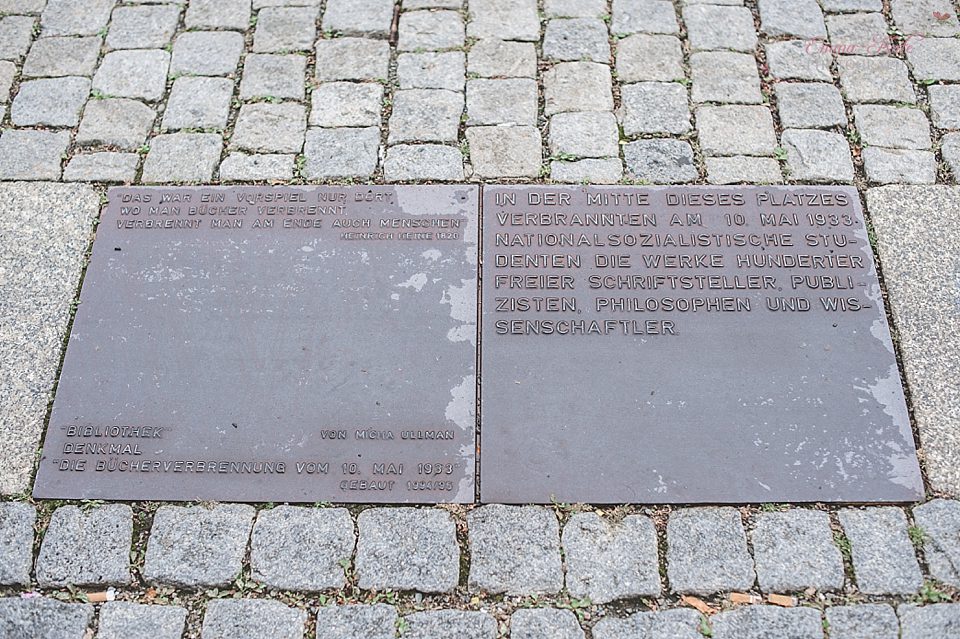 "DAS WAR EIN VORSPIEL NUR DORT,
WO MAN BÜCHER VERBRENNT,
VERBRENNT MAN AM ENDE AUCH MENSCHEN"
HEINRICH HEINE 1820
"BIBLIOTHEK"
VON MICHA ULLMAN
DENKMAL
"DIE BÜCHERVERBRENNUNG VOM 10. MAI 1933"
GEBAUT 1994/95
IN DER MITTE DIESES PLATZES
VERBRANNTEN AM 10. MAI 1933
NATIONALSOZIALISTISCHE STU-
DENTEN DIE WERKE HUNDERTER
FREIER SCHRIFTSTELLER, PUBLI-
ZISTEN, PHILOSOPHEN UND WIS-
SENSCHAFTLER.